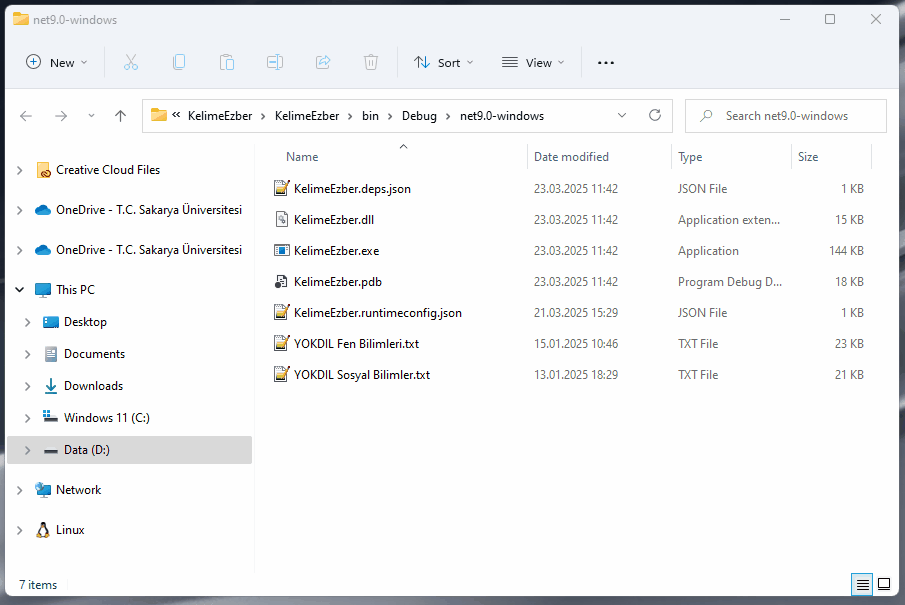 net9.0-windows
New Sort View
« KelimeEzber > KelimeEzber > bin > Debug > net9.0-windows Search net9.0-windows
Creative Cloud Files
OneDrive - T.C. Sakarya Üniversitesi
OneDrive - T.C. Sakarya Üniversitesi
This PC
Desktop
Documents
Downloads
Windows 11 (C:)
Data (D:)
Network
Linux
Name Date modified Type Size
KelimeEzber.deps.json 23.03.2025 11:42 JSON File 1 KB
KelimeEzber.dll 23.03.2025 11:42 Application exten... 15 KB
KelimeEzber.exe 23.03.2025 11:42 Application 144 KB
KelimeEzber.pdb 23.03.2025 11:42 Program Debug D... 18 KB
KelimeEzber.runtimeconfig.json 21.03.2025 15:29 JSON File 1 KB
YOKDIL Fen Bilimleri.txt 15.01.2025 10:46 TXT File 23 KB
YOKDIL Sosyal Bilimler.txt 13.01.2025 18:29 TXT File 21 KB
7 items